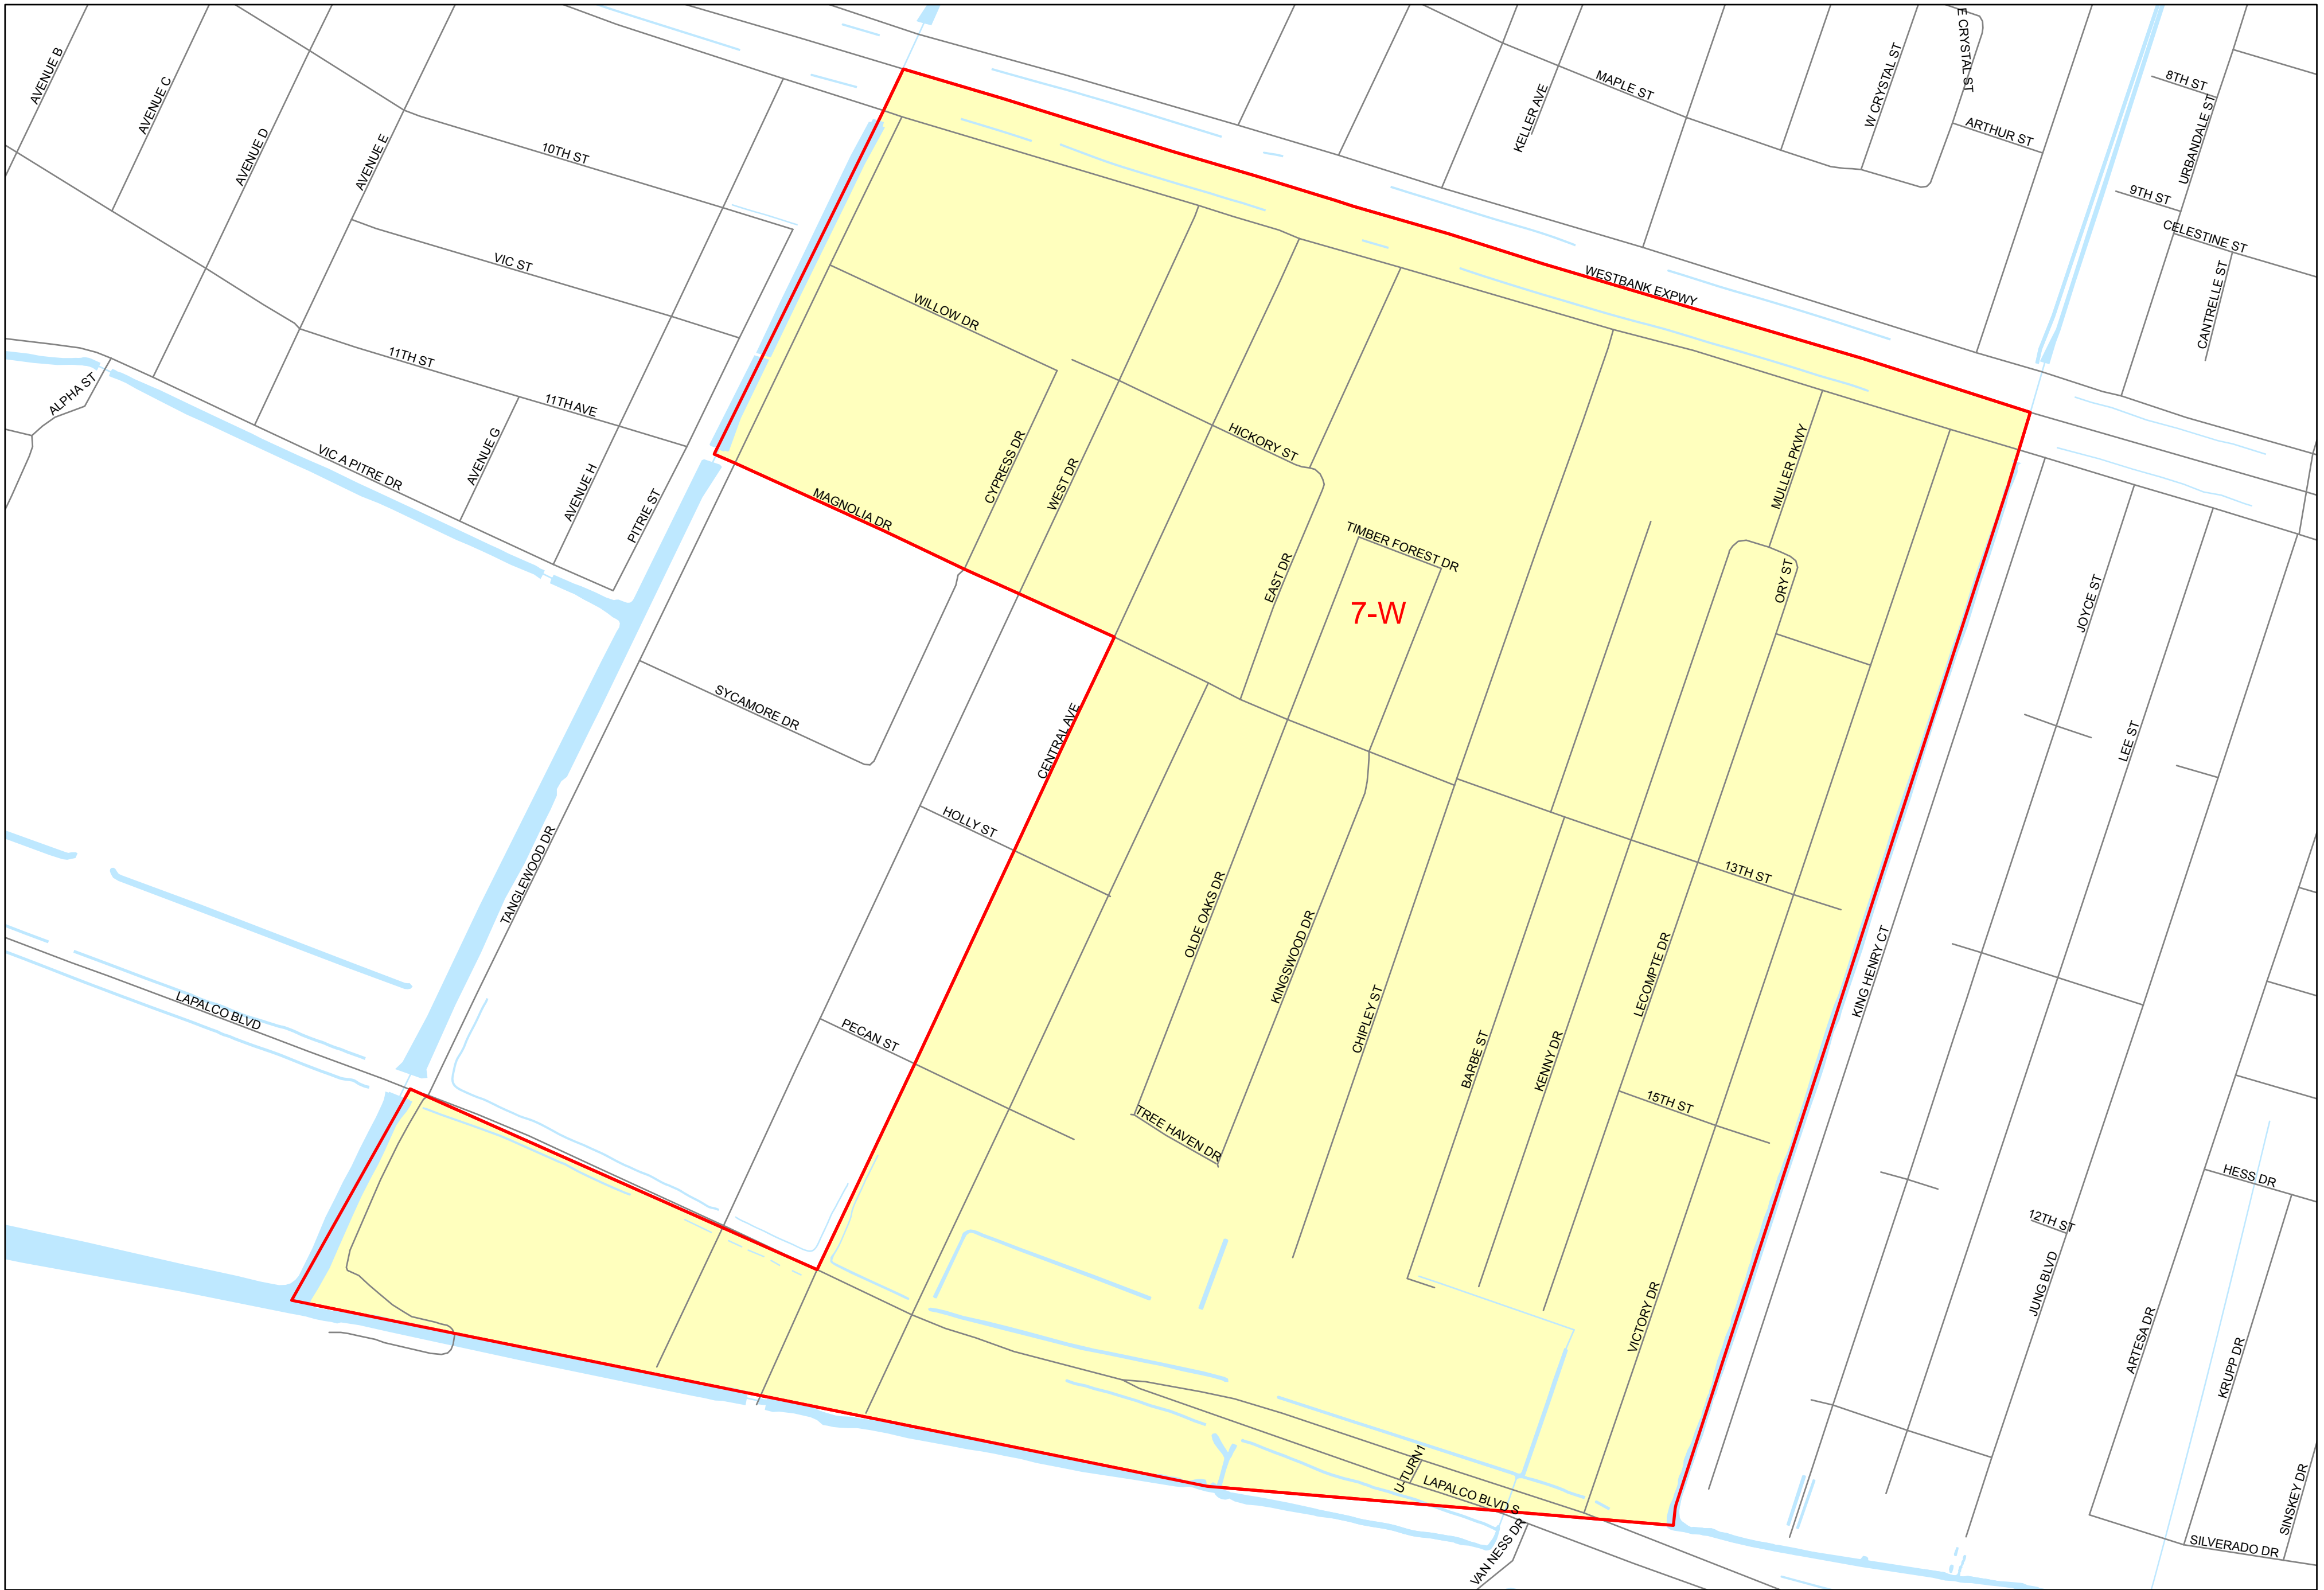 AVENUE B
AVENUE C
AVENUE D
AVENUE E
10TH ST
VIC ST
11TH ST
11TH AVE
ALPHA ST
VIC A PITRE DR
AVENUE G
AVENUE H
PITRIE ST
KELLER AVE
MAPLE ST
W CRYSTAL ST
E CRYSTAL ST
ARTHUR ST
8TH ST
URBANDALE ST
9TH ST
CELESTINE ST
CANTRELLE ST
WESTBANK EXPWY
WILLOW DR
HICKORY ST
CYPRESS DR
WEST DR
MAGNOLIA DR
EAST DR
TIMBER FOREST DR
7-W
MULLER PKWY
ORY ST
JOYCE ST
LEE ST
SYCAMORE DR
CENTRAL AVE
HOLLY ST
TANGLEWOOD DR
OLDE OAKS DR
KINGSWOOD DR
13TH ST
LECOMPTE DR
KING HENRY CT
CHIPLEY ST
BARBE ST
KENNY DR
15TH ST
LAPALCO BLVD
PECAN ST
TREE HAVEN DR
HESS DR
12TH ST
JUNG BLVD
VICTORY DR
ARTESA DR
KRUPP DR
U-TURN1
LAPALCO BLVD S
VAN NESS DR
SINSKEY DR
SILVERADO DR